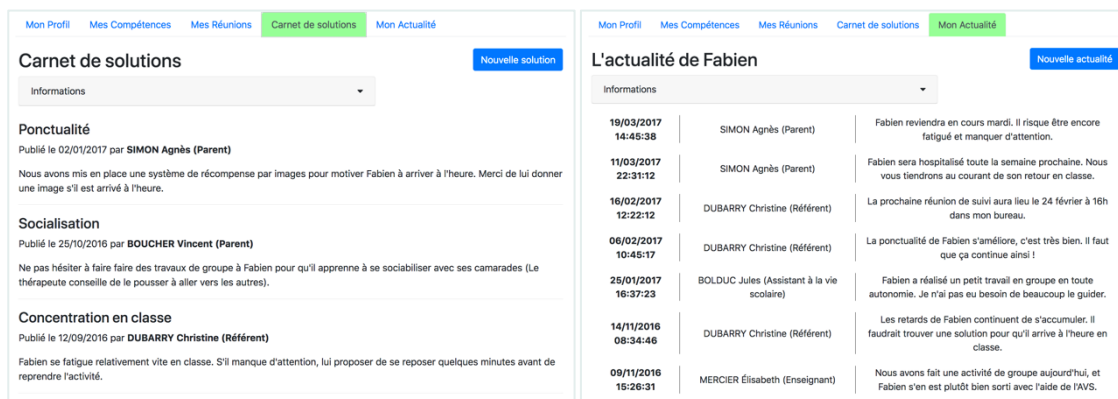 Mon Profil Mes Compétences Mes Réunions Carnet de solutions Mon Actualité
Carnet de solutions
Nouvelle solution
Informations
Ponctualité
Publié le 02/01/2017 par SIMON Agnès (Parent)
Nous avons mis en place une système de récompense par images pour motiver Fabien à arriver à l'heure. Merci de lui donner
une image s'il est arrivé à l'heure.
Socialisation
Publié le 25/10/2016 par BOUCHER Vincent (Parent)
Ne pas hésiter à faire faire des travaux de groupe à Fabien pour qu'il apprenne à se sociabiliser avec ses camarades (Le
thérapeute conseille de le pousser à aller vers les autres).
Concentration en classe
Publié le 12/09/2016 par DUBARRY Christine (Référent)
Fabien se fatigue relativement vite en classe. S'il manque d'attention, lui proposer de se reposer quelques minutes avant de
reprendre l'activité.
Mon Profil Mes Compétences Mes Réunions Carnet de solutions Mon Actualité
L'actualité de Fabien
Nouvelle actualité
Informations
19/03/2017
14:45:38
SIMON Agnès (Parent)
Fabien reviendra en cours mardi. Il risque être encore
fatigué et manquer d'attention.
11/03/2017
22:31:12
SIMON Agnès (Parent)
Fabien sera hospitalisé toute la semaine prochaine. Nous
vous tiendrons au courant de son retour en classe.
16/02/2017
12:22:12
DUBARRY Christine (Référent)
La prochaine réunion de suivi aura lieu le 24 février à 16h
dans mon bureau.
06/02/2017
10:45:17
DUBARRY Christine (Référent)
La ponctualité de Fabien s'améliore, c'est très bien. Il faut
que ça continue ainsi !
25/01/2017
16:37:23
BOLDUC Jules (Assistant à la vie
scolaire)
Fabien a réalisé un petit travail en groupe en toute
autonomie. Je n'ai pas eu besoin de beaucoup le guider.
14/11/2016
08:34:46
DUBARRY Christine (Référent)
Les retards de Fabien continuent de s'accumuler. Il
faudrait trouver une solution pour qu'il arrive à l'heure en
classe.
09/11/2016
15:26:31
MERCIER Élisabeth (Enseignant)
Nous avons fait une activité de groupe aujourd'hui, et
Fabien s'en est plutôt bien sorti avec l'aide de l'AVS.